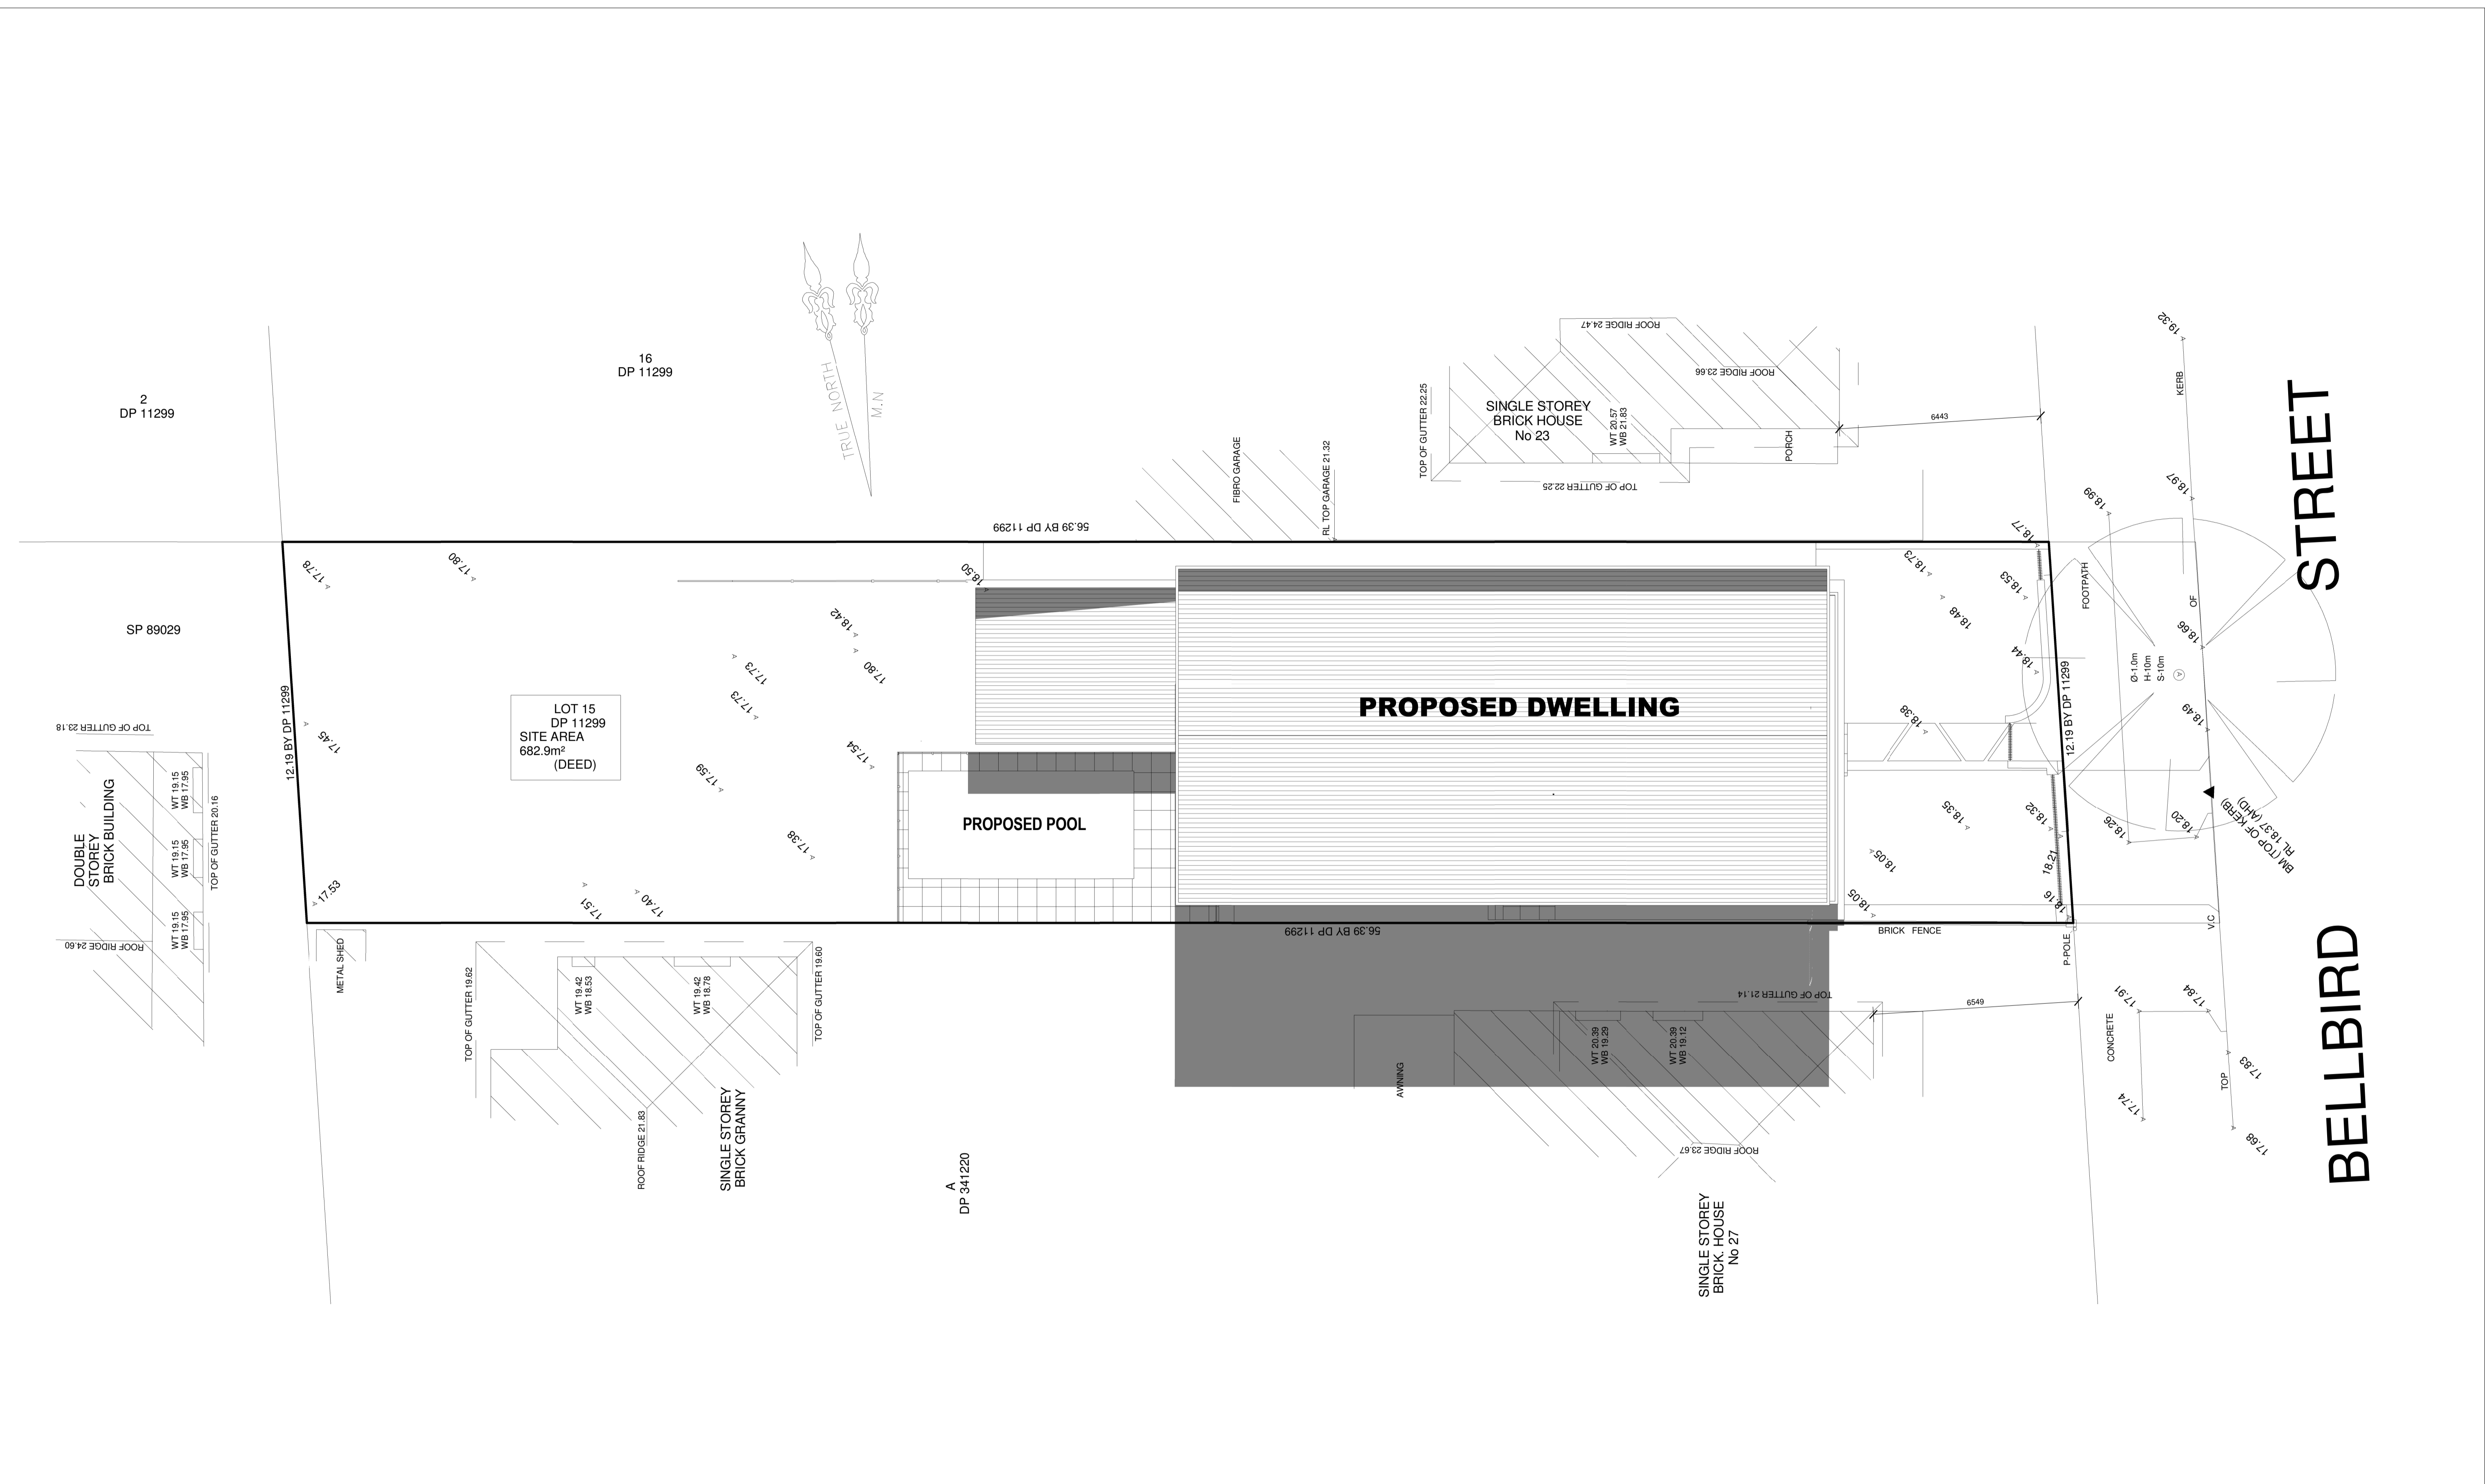 2
DP 11299
16
DP 11299
TRUE NORTH
M.N
ROOF RIDGE 24.47
ROOF RIDGE 23.66
SINGLE STOREY
BRICK HOUSE
No 23
WT 20.57
WB 21.83
TOP OF GUTTER 22.25
TOP OF GUTTER 22.25
PORCH
6443
19.32
KERB
STREET
FIBRO GARAGE
RL TOP GARAGE 21.32
56.39 BY DP 11299
18.97
18.99
18.77
18.73
18.53
18.48
18.44
FOOTPATH
OF
18.66
Ø-1.0m
H-10m
S-10m
A
18.49
17.78
17.80
18.50
18.42
17.80
17.73
17.73
SP 89029
12.19 BY DP 11299
LOT 15
DP 11299
SITE AREA
682.9m²
(DEED)
PROPOSED DWELLING
18.38
12.19 BY DP 11299
TOP OF GUTTER 23.18
17.45
17.54
17.59
PROPOSED POOL
17.38
18.35
18.32
18.26
18.20
BM (TOP OF KERB)
RL 18.37 (AHD)
DOUBLE
STOREY
BRICK BUILDING
WT 19.15
WB 17.95
WT 19.15
WB 17.95
WT 19.15
WB 17.95
TOP OF GUTTER 20.16
ROOF RIDGE 24.60
17.53
17.51
17.40
18.05
18.05
18.21
18.16
56.39 BY DP 11299
BRICK FENCE
P-POLE
V.C
BELLBIRD
METAL SHED
TOP OF GUTTER 19.62
WT 19.42
WB 18.53
WT 19.42
WB 18.78
TOP OF GUTTER 19.60
TOP OF GUTTER 21.14
6549
17.91
17.84
CONCRETE
TOP
17.83
17.74
17.68
AWNING
WT 20.39
WB 19.29
WT 20.39
WB 19.12
ROOF RIDGE 21.83
SINGLE STOREY
BRICK GRANNY
A
DP 341220
ROOF RIDGE 23.67
SINGLE STOREY
BRICK. HOUSE
No 27